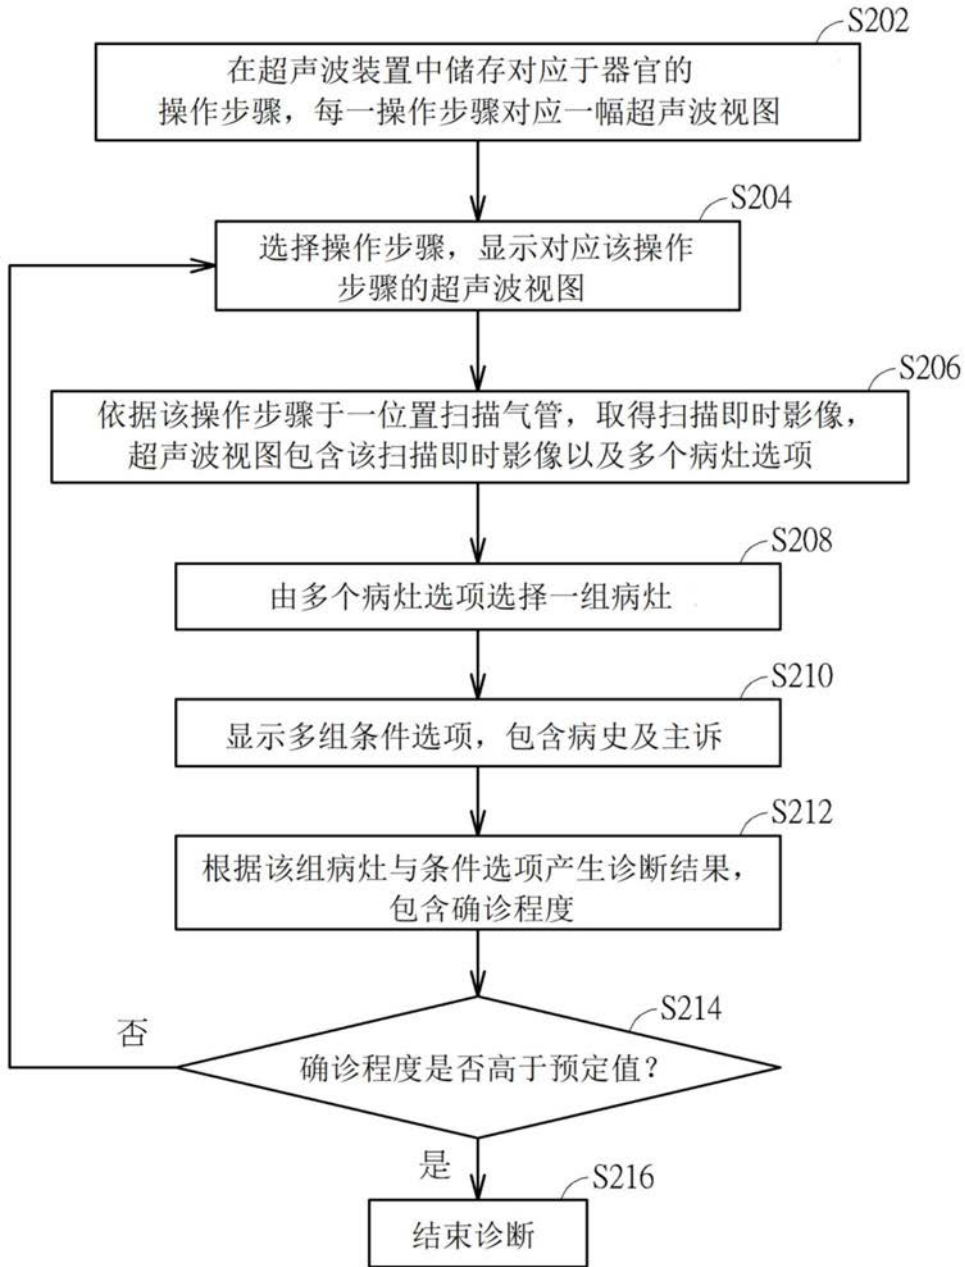 S202
在超声波装置中储存对应于器官的
操作步骤，每一操作步骤对应一幅超声波视图
S204
选择操作步骤，显示对应该操作
步骤的超声波视图
S206
依据该操作步骤于一位置扫描气管，取得扫描即时影像，
超声波视图包含该扫描即时影像以及多个病灶选项
S208
由多个病灶选项选择一组病灶
S210
显示多组条件选项，包含病史及主诉
S212
根据该组病灶与条件选项产生诊断结果，
包含确诊程度
S214
否
确诊程度是否高于预定值？
是
S216
结束诊断